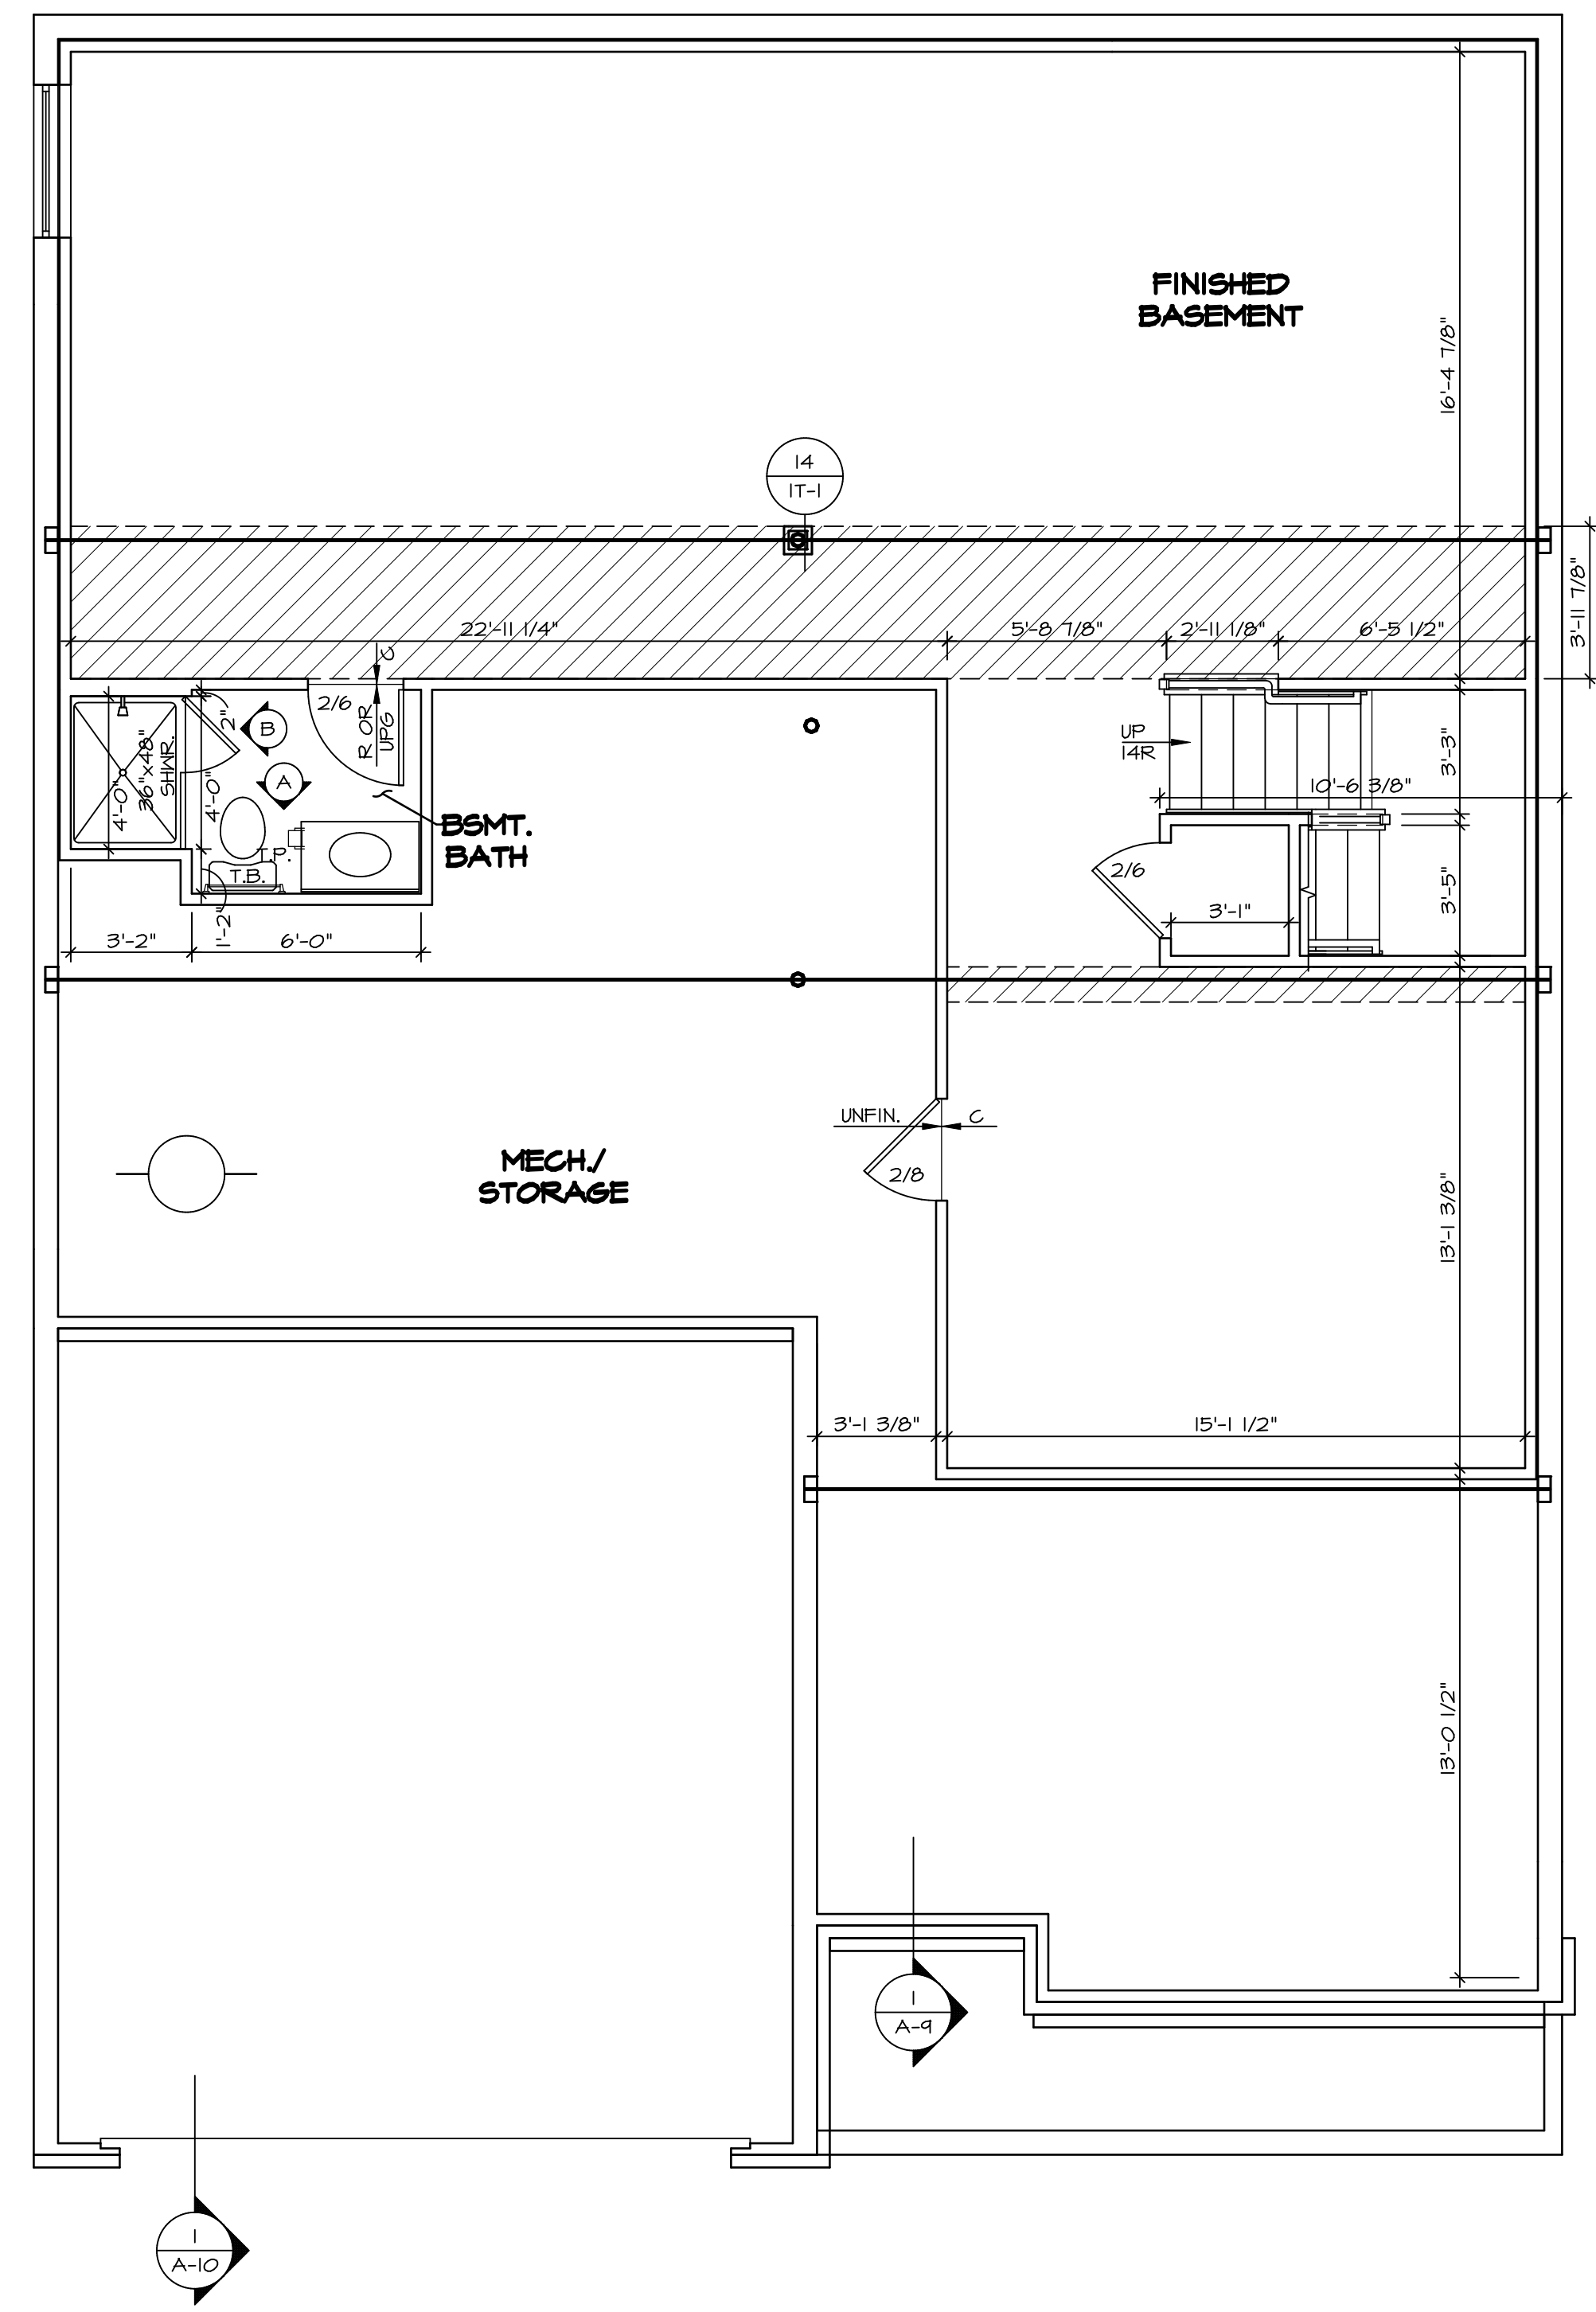 FINISHED
BASEMENT
16'-4 7/8"
14
1T-1
3'-11 7/8"
22'-11 1/4"
5'-8 7/8"
2'-11 1/8"
6'-5 1/2"
C
2/6
R OR
UPG
2"
B
A
4'-0"
36"x48"
SHWR.
4'-0"
T.P.
T.B.
BSMT.
BATH
1'-2"
3'-2"
6'-0"
UP
14R
3'-3"
10'-6 3/8"
2/6
3'-1"
3'-5"
UNFIN.
C
2/8
MECH./
STORAGE
13'-1 3/8"
3'-1 3/8"
15'-1 1/2"
13'-0 1/2"
1
A-9
1
A-10